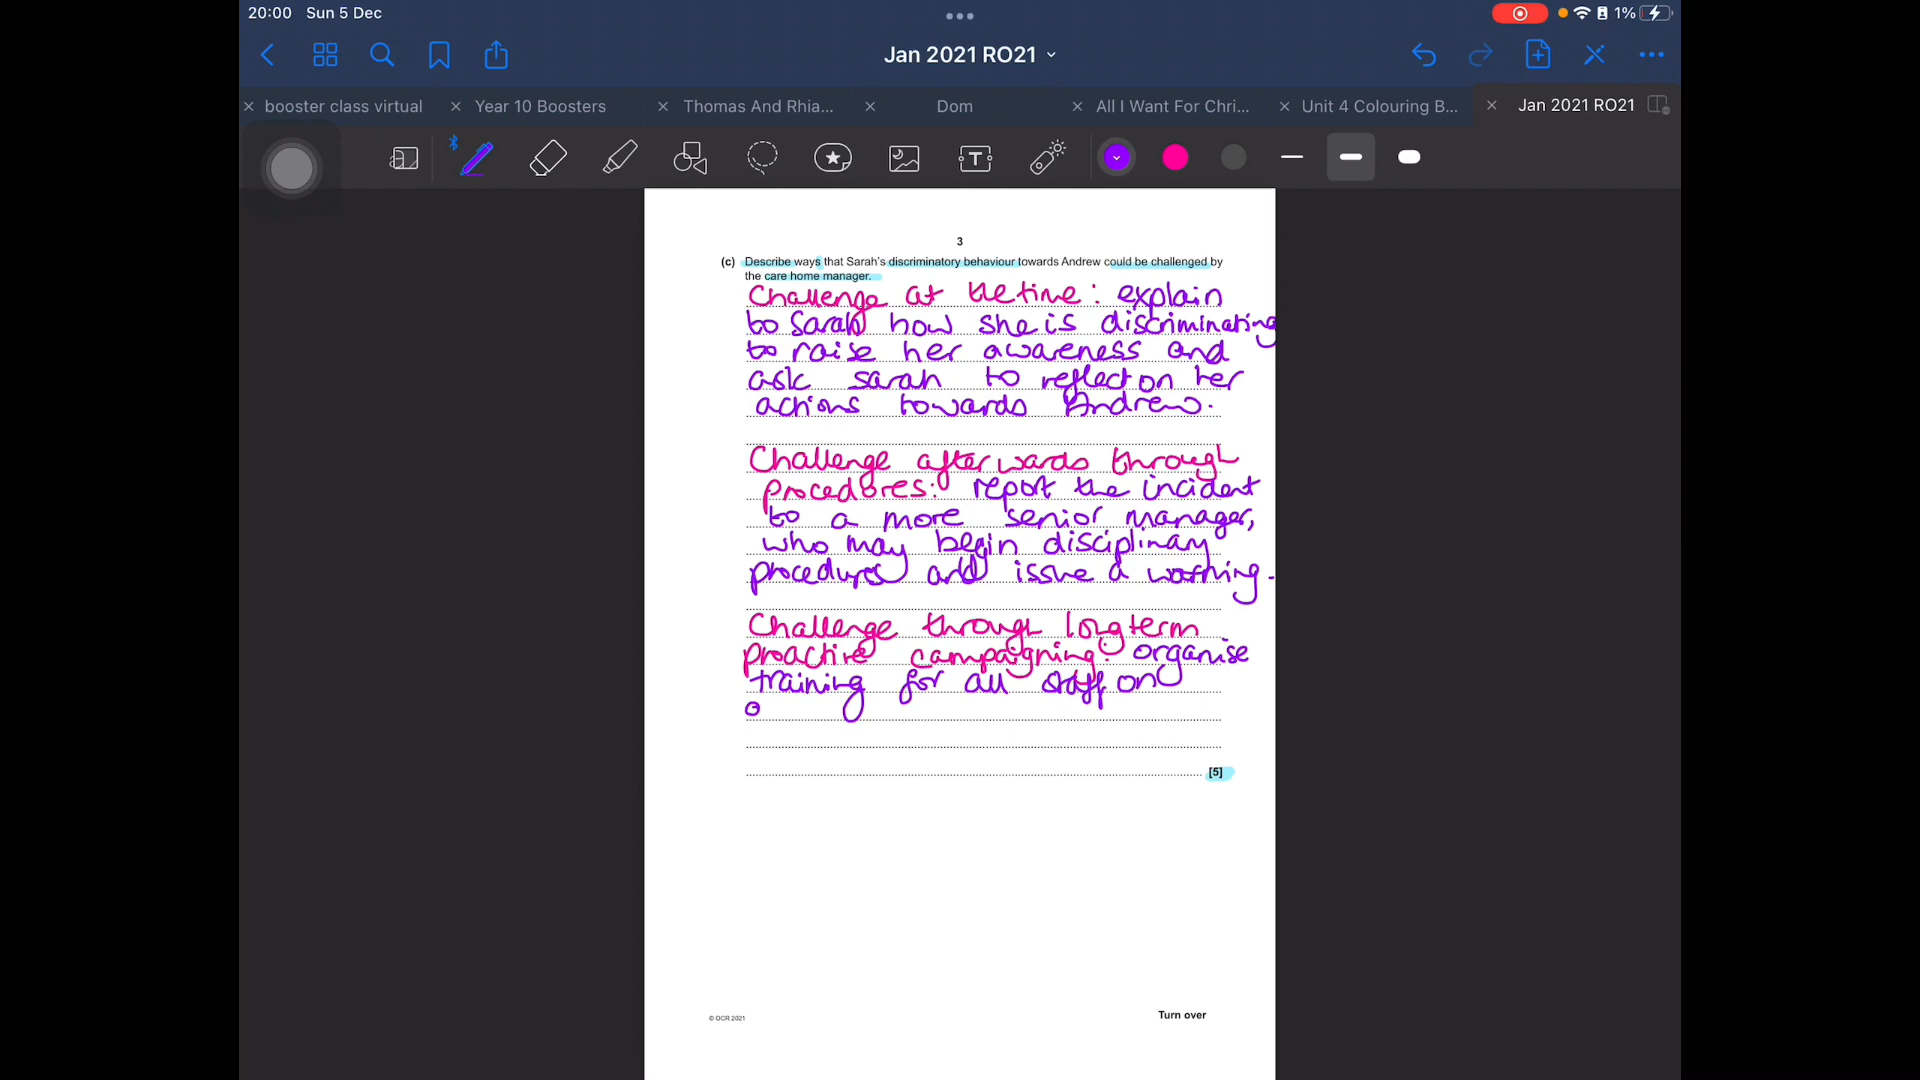 20:00 Sun 5 Dec
1%
Jan 2021 RO21
booster class virtual
Year 10 Boosters
Thomas And Rhia...
Dom
All I Want For Chri...
Unit 4 Colouring B...
Jan 2021 RO21
3
(c) Describe ways that Sarah's discriminatory behaviour towards Andrew could be challenged by
the care home manager.
Challenge at the time: explain
to Sarah how she is discriminating
to raise her awareness and
ask sarah to reflect on her
actions towards Andrew.
Challenge afterwards through
procedures: report the incident
to a more senior manager,
who may begin disciplinary
procedures and issue a warning.
Challenge through long term
proactive campaigning: organise
training for all staff on
[5]
© OCR 2021
Turn over